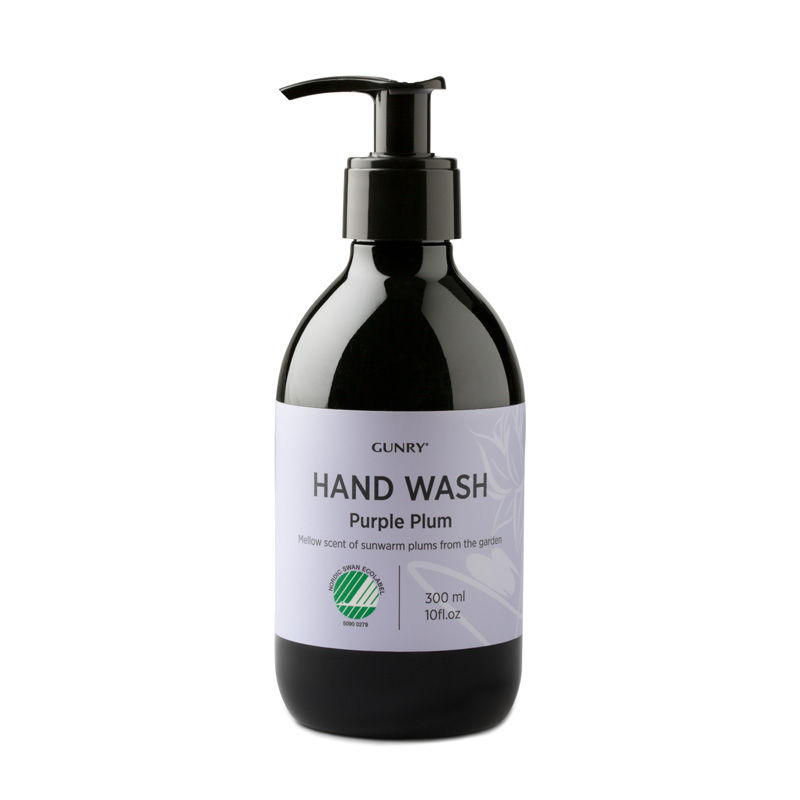 GUNRY®
HAND WASH
Purple Plum
Mellow scent of sunwarm plums from the garden
NORDIC SWAN ECOLABEL
5090 0279
300 ml
10fl.oz